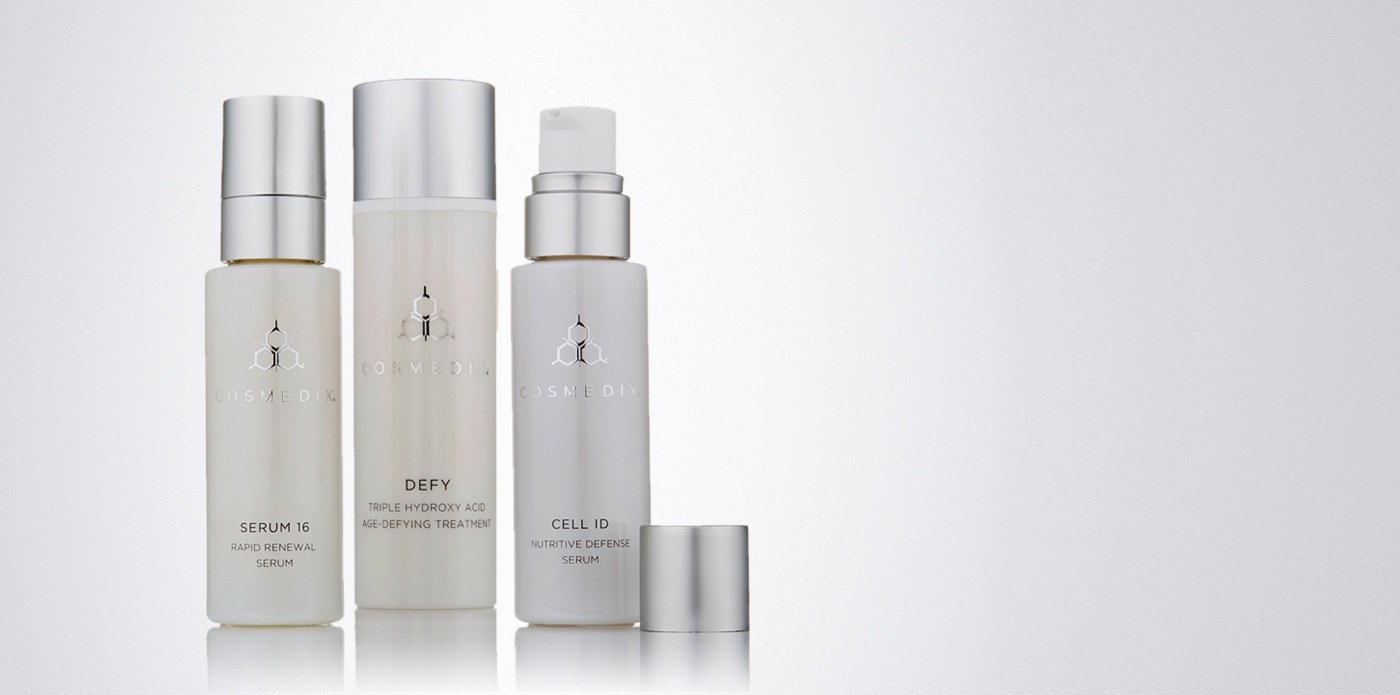 COSMEDIX
SERUM 16
RAPID RENEWAL
SERUM
COSMEDIX
DEFY
TRIPLE HYDROXY ACID
AGE-DEFYING TREATMENT
COSMEDIX
CELL ID
NUTRITIVE DEFENSE
SERUM